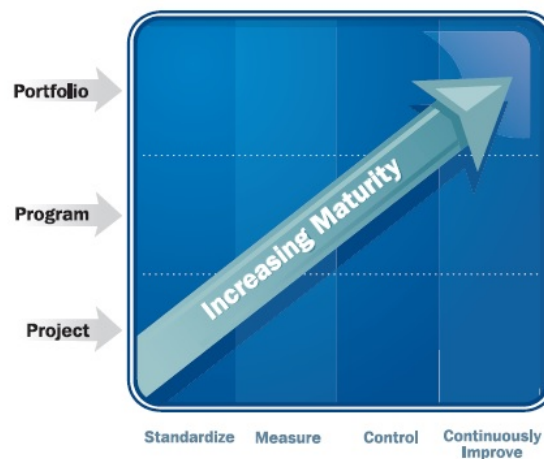 Portfolio
Program
Increasing Maturity
Project
Standardize Measure Control Continuously
Improve